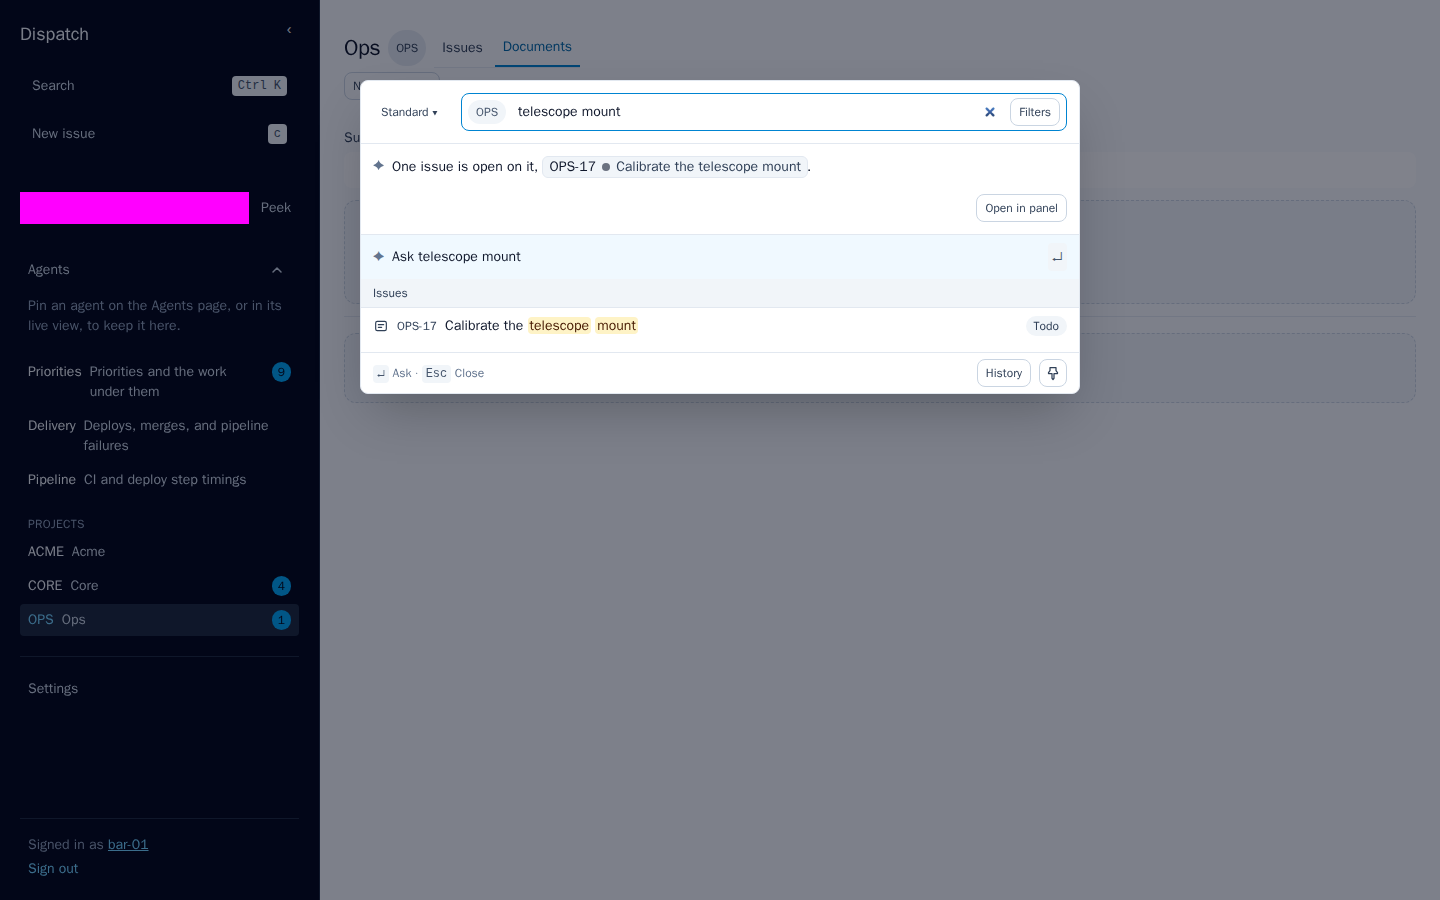 Dispatch
Search Ctrl K
New issue C
Peek
Agents
Pin an agent on the Agents page, or in its
live view, to keep it here.
Priorities Priorities and the work
under them 9
Delivery Deploys, merges, and pipeline
failures
Pipeline CI and deploy step timings
PROJECTS
ACME Acme
CORE Core 4
OPS Ops 1
Settings
Signed in as bar-01
Sign out
Ops OPS Issues Documents
N
Su
Standard ▾ OPS telescope mount Filters
One issue is open on it, OPS-17 Calibrate the telescope mount.
Open in panel
Ask telescope mount ↵
Issues
OPS-17 Calibrate the telescope mount Todo
↵ Ask · Esc Close History